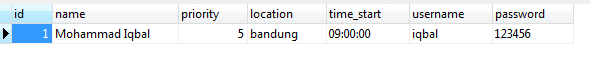 id name priority location time_start username password
1 Mohammad Iqbal 5 bandung 09:00:00 iqbal 123456